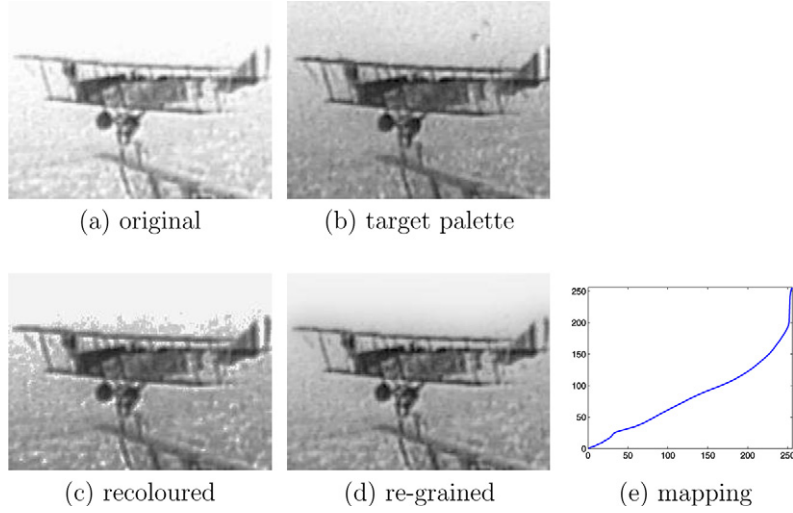 (a) original
(b) target palette
250
200
150
100
50
0
0 50 100 150 200 250
(c) recoloured
(d) re-grained
(e) mapping